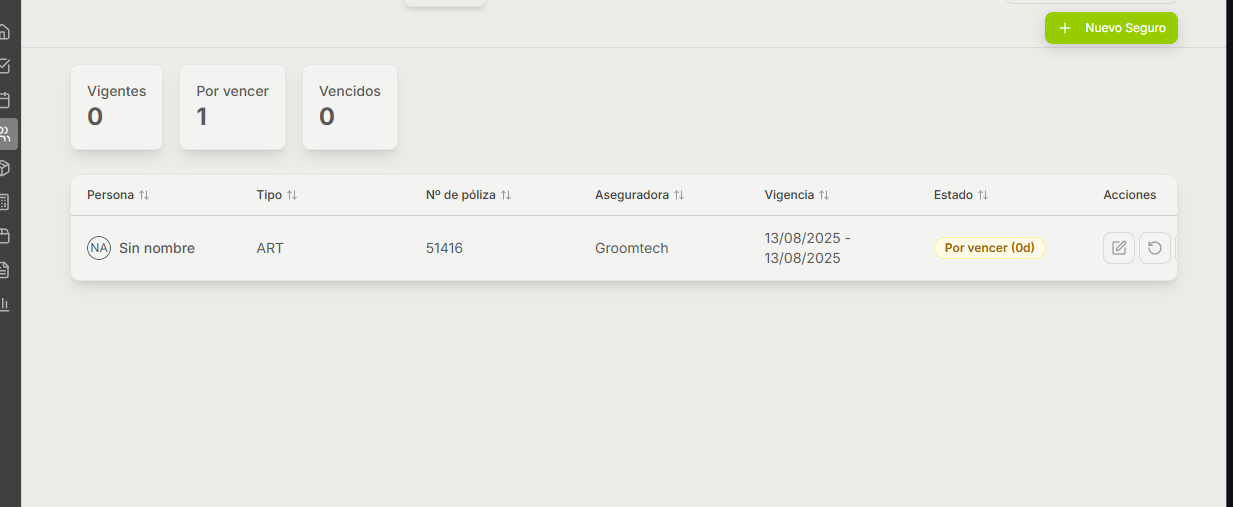 Nuevo Seguro
Vigentes
0
Por vencer
1
Vencidos
0
Persona Tipo Nº de póliza Aseguradora Vigencia Estado Acciones
NA Sin nombre ART 51416 Groomtech 13/08/2025 - Por vencer (0d)
13/08/2025